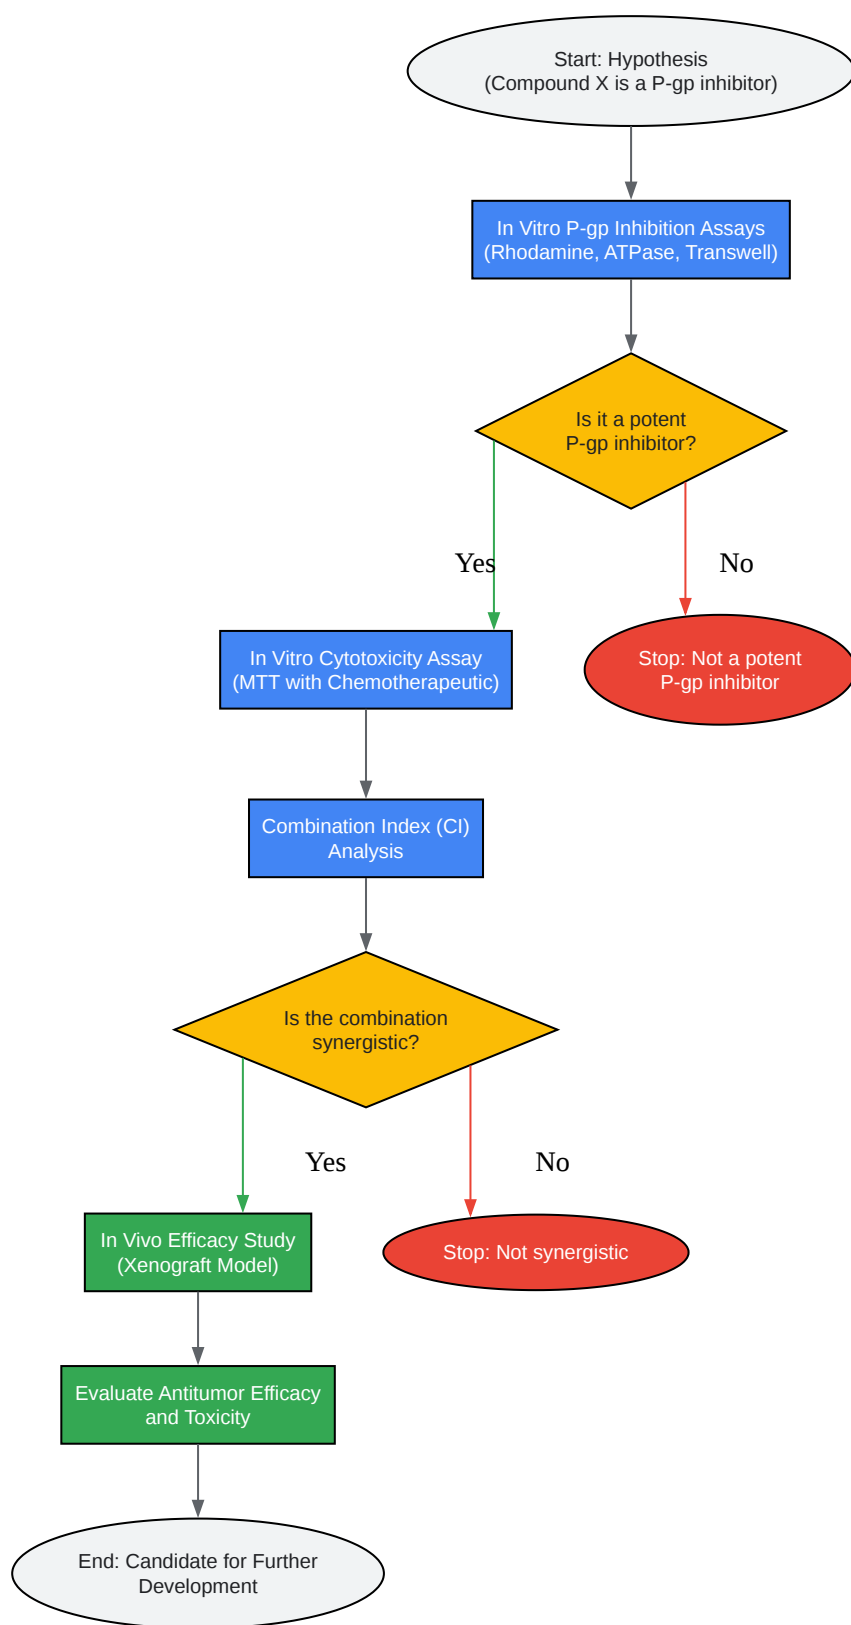 Start: Hypothesis
(Compound X is a P-gp inhibitor)
In Vitro P-gp Inhibition Assays
(Rhodamine, ATPase, Transwell)
Is it a potent
P-gp inhibitor?
Yes
No
In Vitro Cytotoxicity Assay
(MTT with Chemotherapeutic)
Stop: Not a potent
P-gp inhibitor
Combination Index (CI)
Analysis
Is the combination
synergistic?
Yes
No
In Vivo Efficacy Study
(Xenograft Model)
Stop: Not synergistic
Evaluate Antitumor Efficacy
and Toxicity
End: Candidate for Further
Development